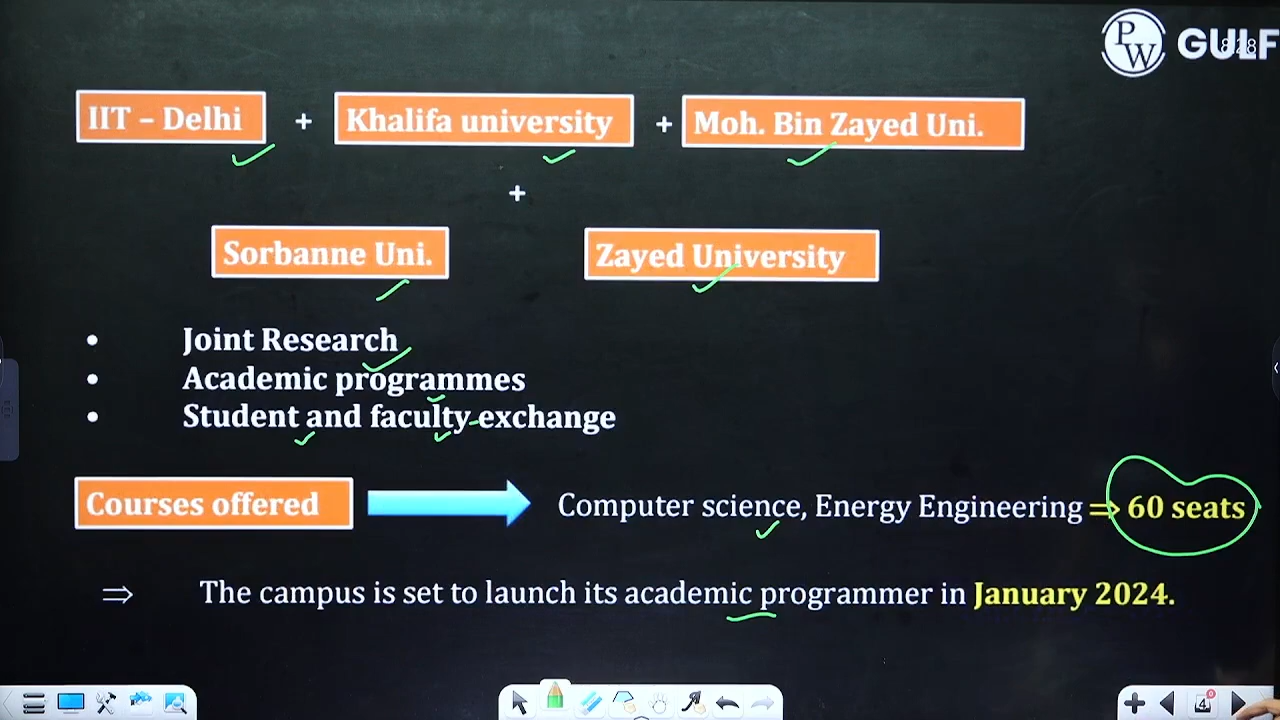 PW GULF
IIT – Delhi + Khalifa university + Moh. Bin Zayed Uni.
+
Sorbanne Uni. Zayed University
• Joint Research
• Academic programmes
• Student and faculty exchange
Courses offered Computer science, Energy Engineering ⇒ 60 seats
⇒ The campus is set to launch its academic programmer in January 2024.
4